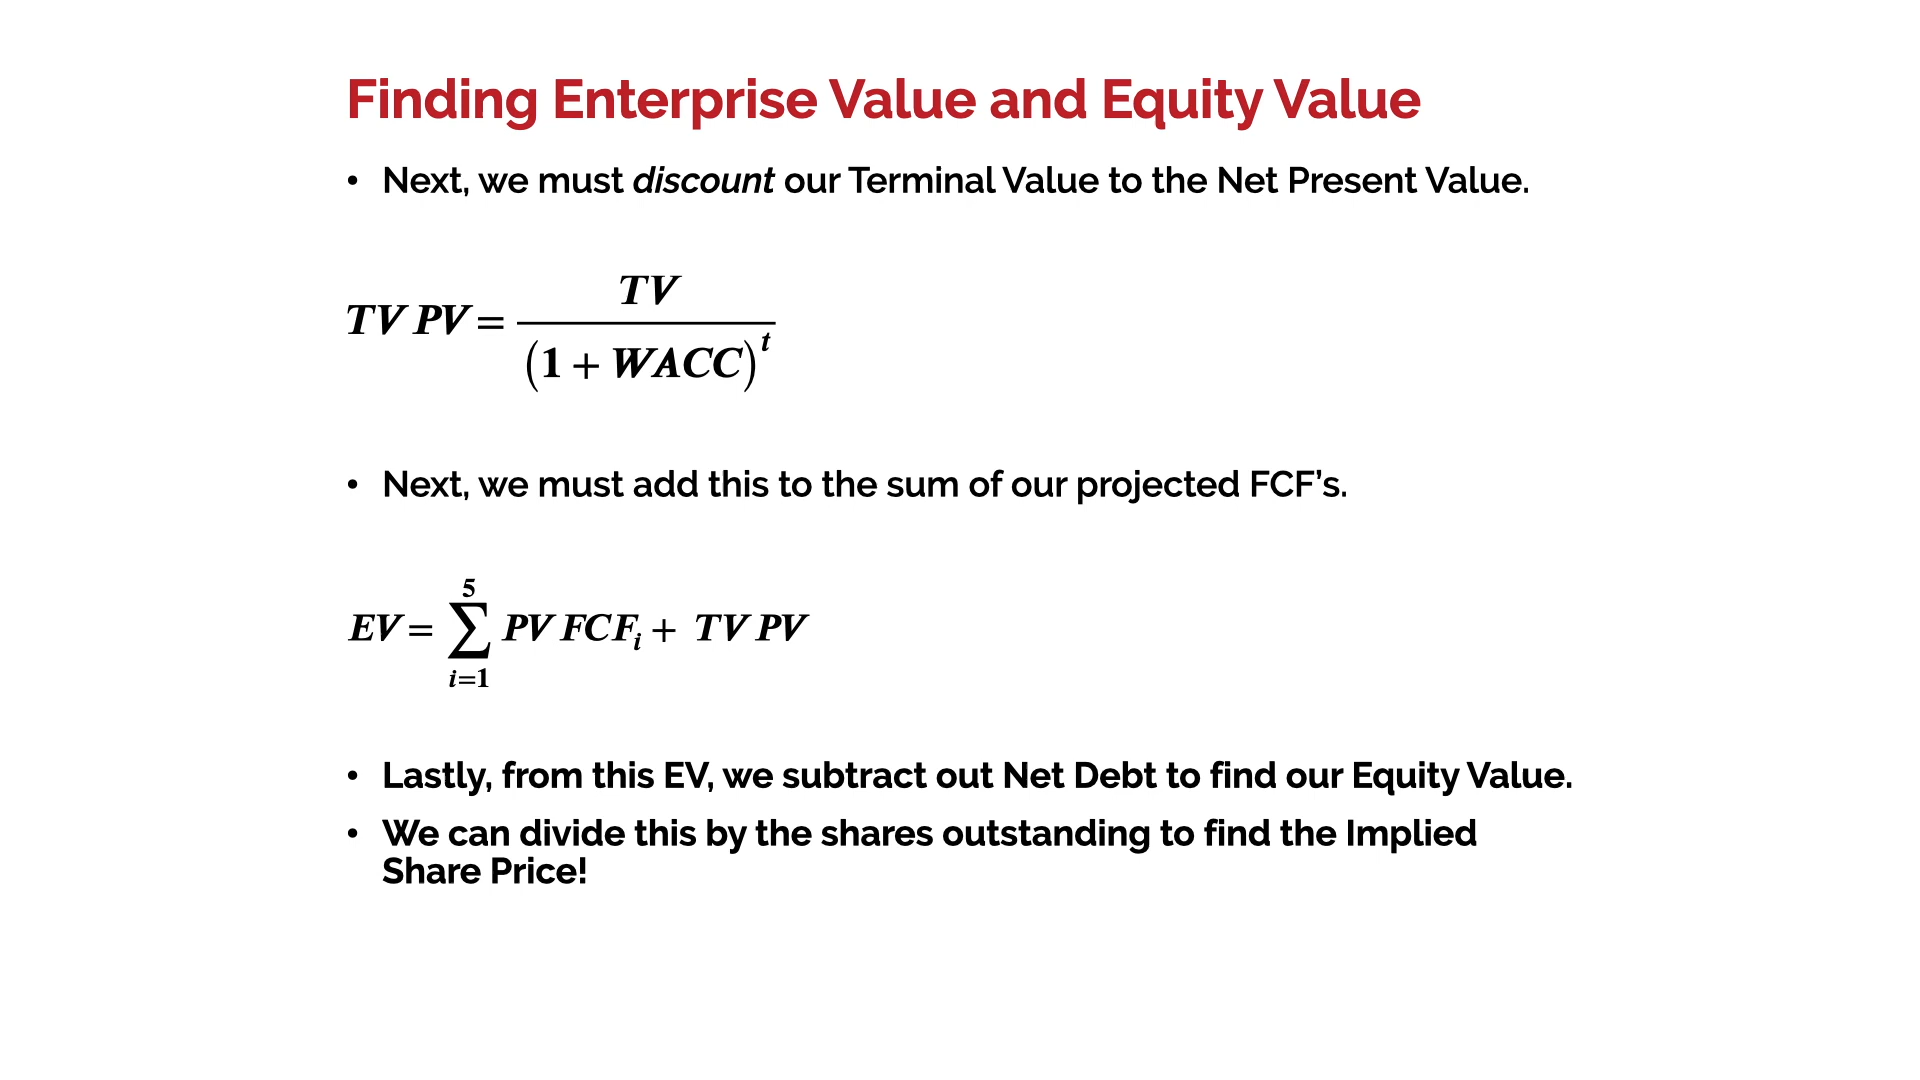 Finding Enterprise Value and Equity Value
• Next, we must discount our Terminal Value to the Net Present Value.
TV PV = TV / (1 + WACC)^t
• Next, we must add this to the sum of our projected FCF’s.
EV = ∑_{i=1}^{5} PV FCF_i + TV PV
• Lastly, from this EV, we subtract out Net Debt to find our Equity Value.
• We can divide this by the shares outstanding to find the Implied
Share Price!